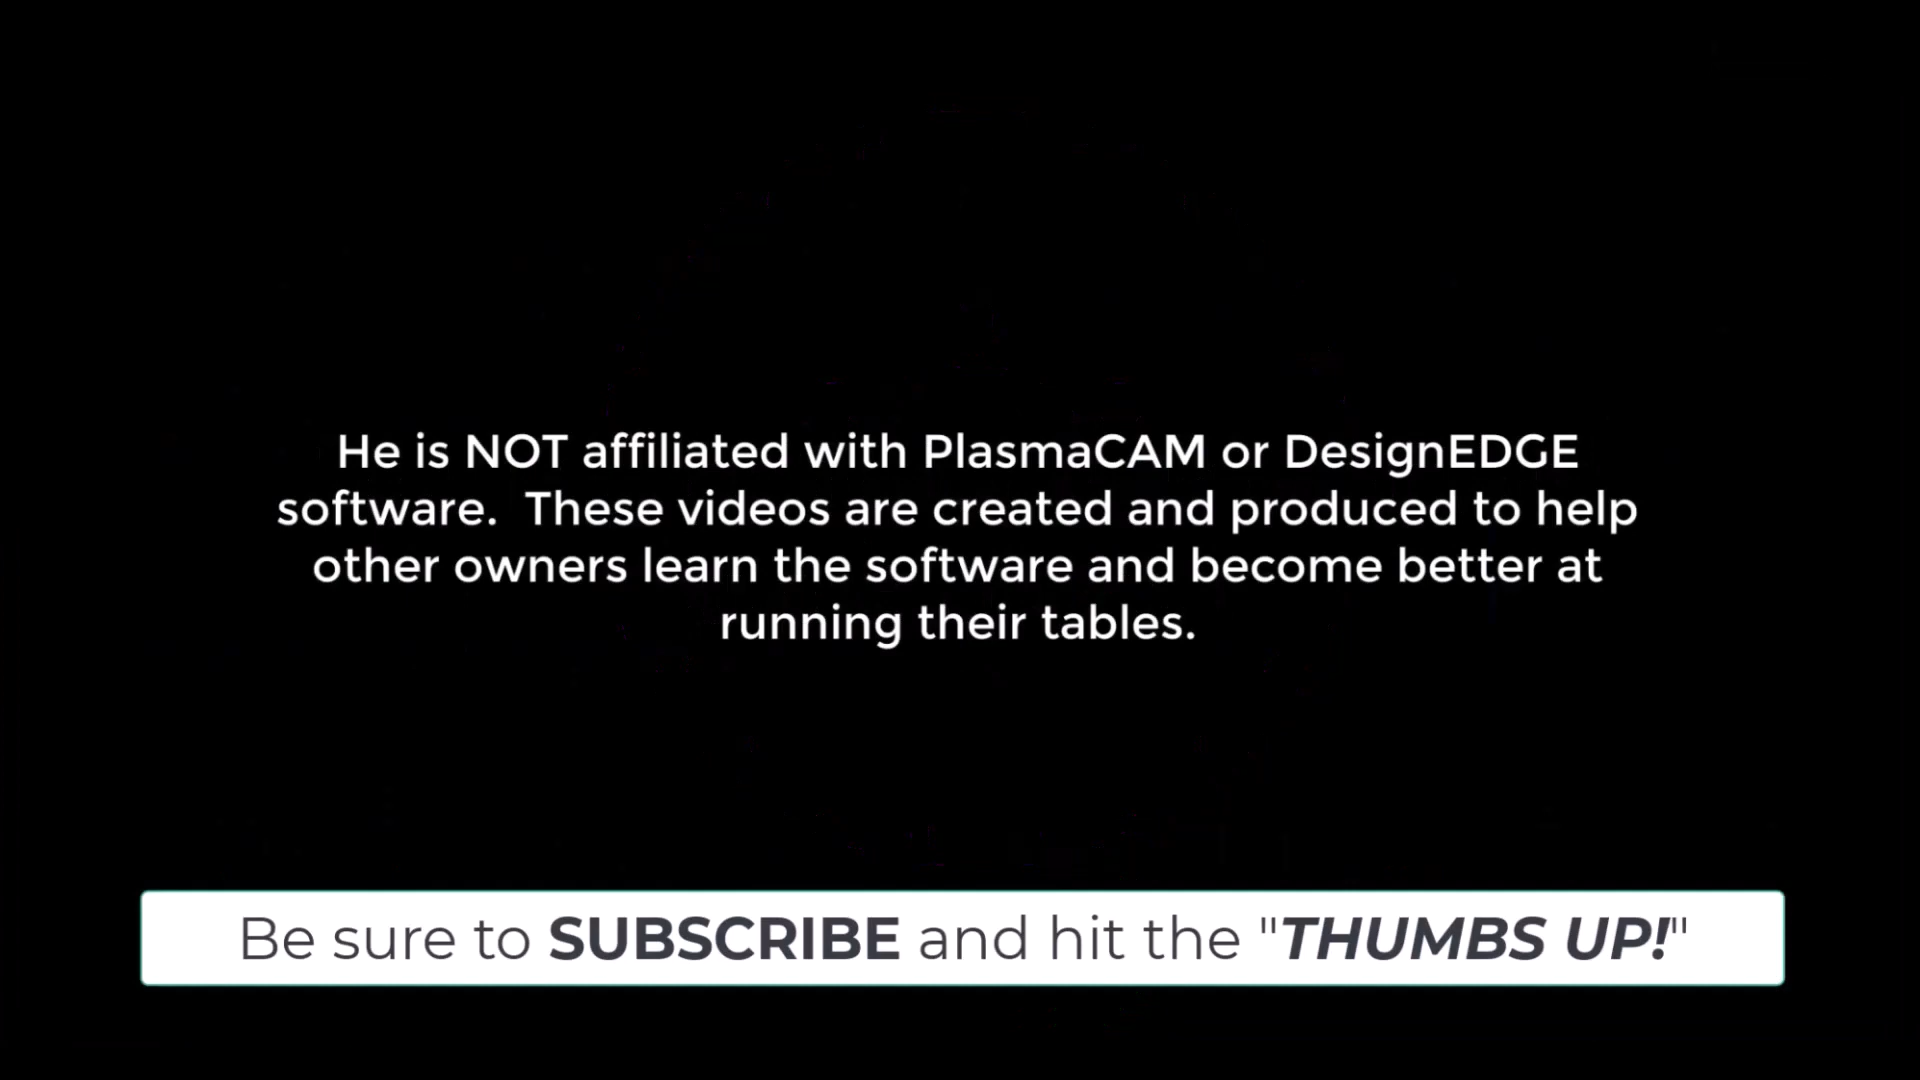 He is NOT affiliated with PlasmaCAM or DesignEDGE
software.  These videos are created and produced to help
other owners learn the software and become better at
running their tables.
Be sure to SUBSCRIBE and hit the "THUMBS UP!"